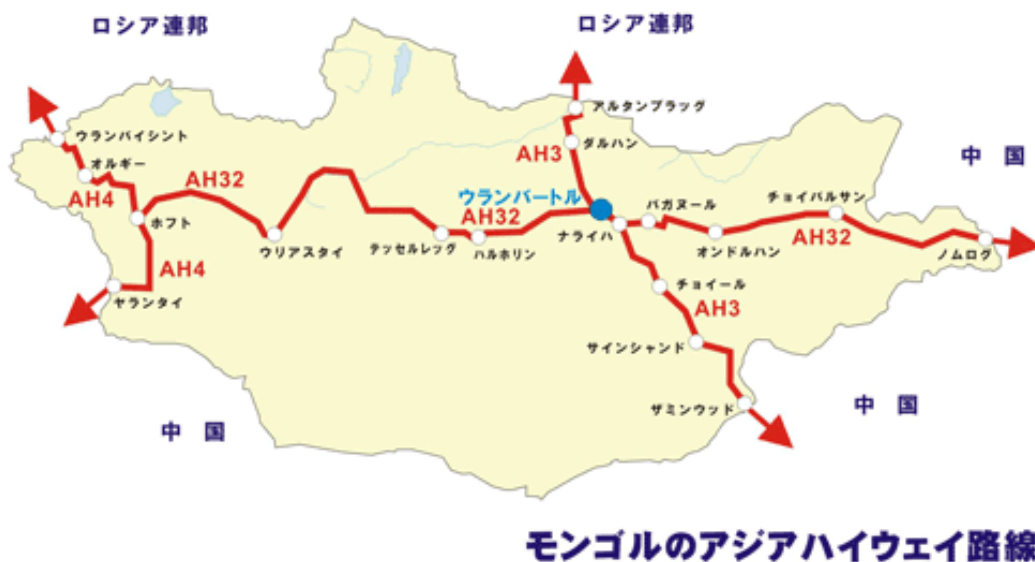 ロシア連邦
ロシア連邦
アルタンブラッグ
ウランバイシント
ダルハン
AH3
中 国
オルギー
AH4
AH32
ウランバートル
バガヌール
チョイバルサン
ホフト
AH32
ナライハ
ウリアスタイ
テッセルレッグ
ハルホリン
オンドルハン
AH32
ノムログ
AH4
チョイール
ヤランタイ
AH3
サインシャンド
ザミンウッド
中 国
中 国
モンゴルのアジアハイウェイ路線